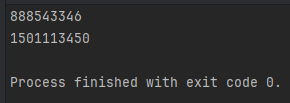 888543346
1501113450
Process finished with exit code 0.